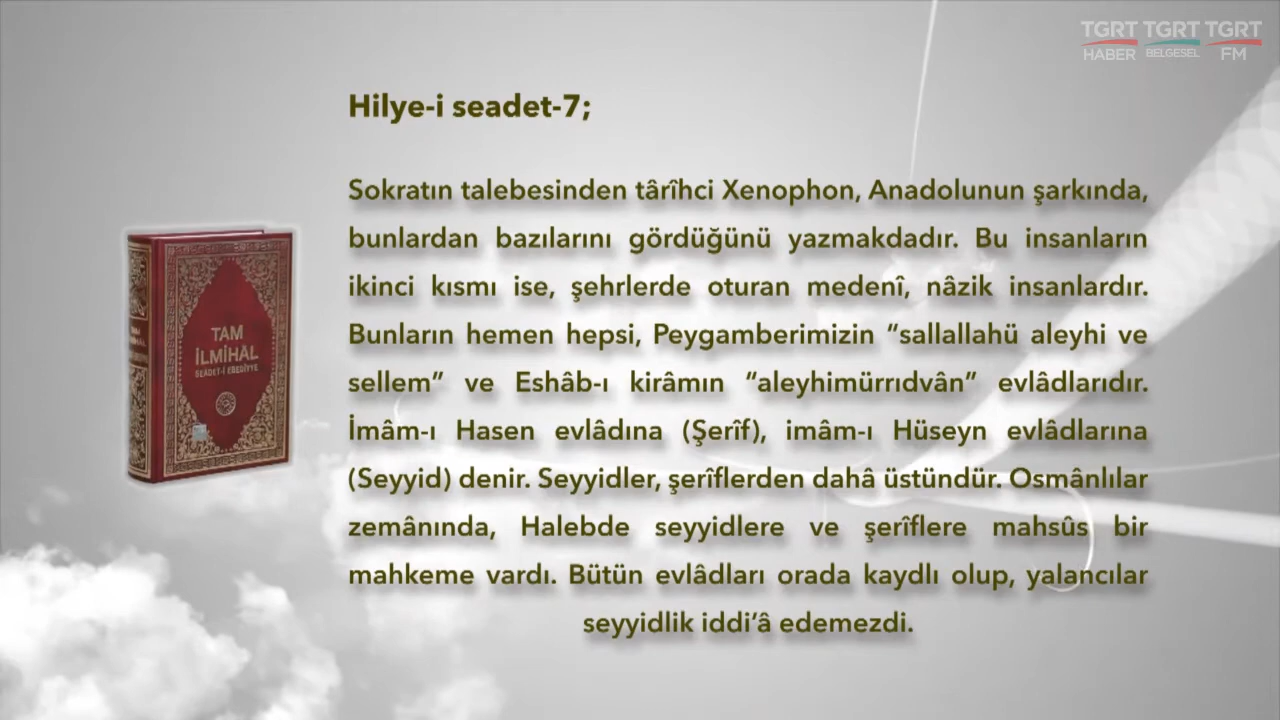 TGRT HABER
TGRT BELGESEL
TGRT FM
Hilye-i seadet-7;
Sokratın talebesinden târîhci Xenophon, Anadolunun şarkında,
bunlardan bazılarını gördüğünü yazmakdadır. Bu insanların
ikinci kısmı ise, şehrlerde oturan medenî, nâzik insanlardır.
Bunların hemen hepsi, Peygamberimizin “sallallahü aleyhi ve
sellem” ve Eshâb-ı kirâmın “aleyhimürrıdvân” evlâdlarıdır.
İmâm-ı Hasen evlâdına (Şerîf), imâm-ı Hüseyn evlâdlarına
(Seyyid) denir. Seyyidler, şerîflerden dahâ üstündür. Osmânlılar
zemânında, Halebde seyyidlere ve şerîflere mahsûs bir
mahkeme vardı. Bütün evlâdları orada kaydlı olup, yalancılar
seyyidlik iddi’â edemezdi.
TAM
İLMİHÂL
SEÂDET-İ EBEDİYYE